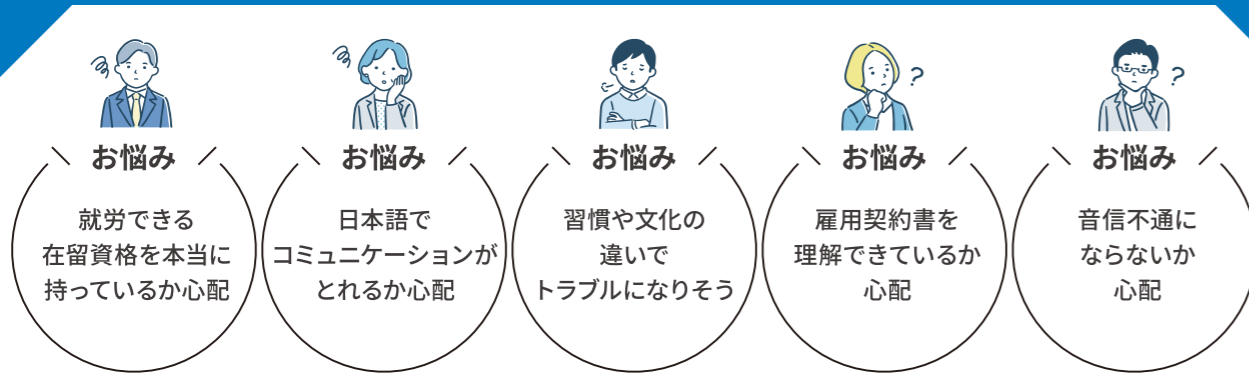 お悩み
就労できる
在留資格を本当に
持っているか心配
お悩み
日本語で
コミュニケーションが
とれるか心配
お悩み
習慣や文化の
違いで
トラブルになりそう
お悩み
雇用契約書を
理解できているか
心配
お悩み
音信不通に
ならないか
心配